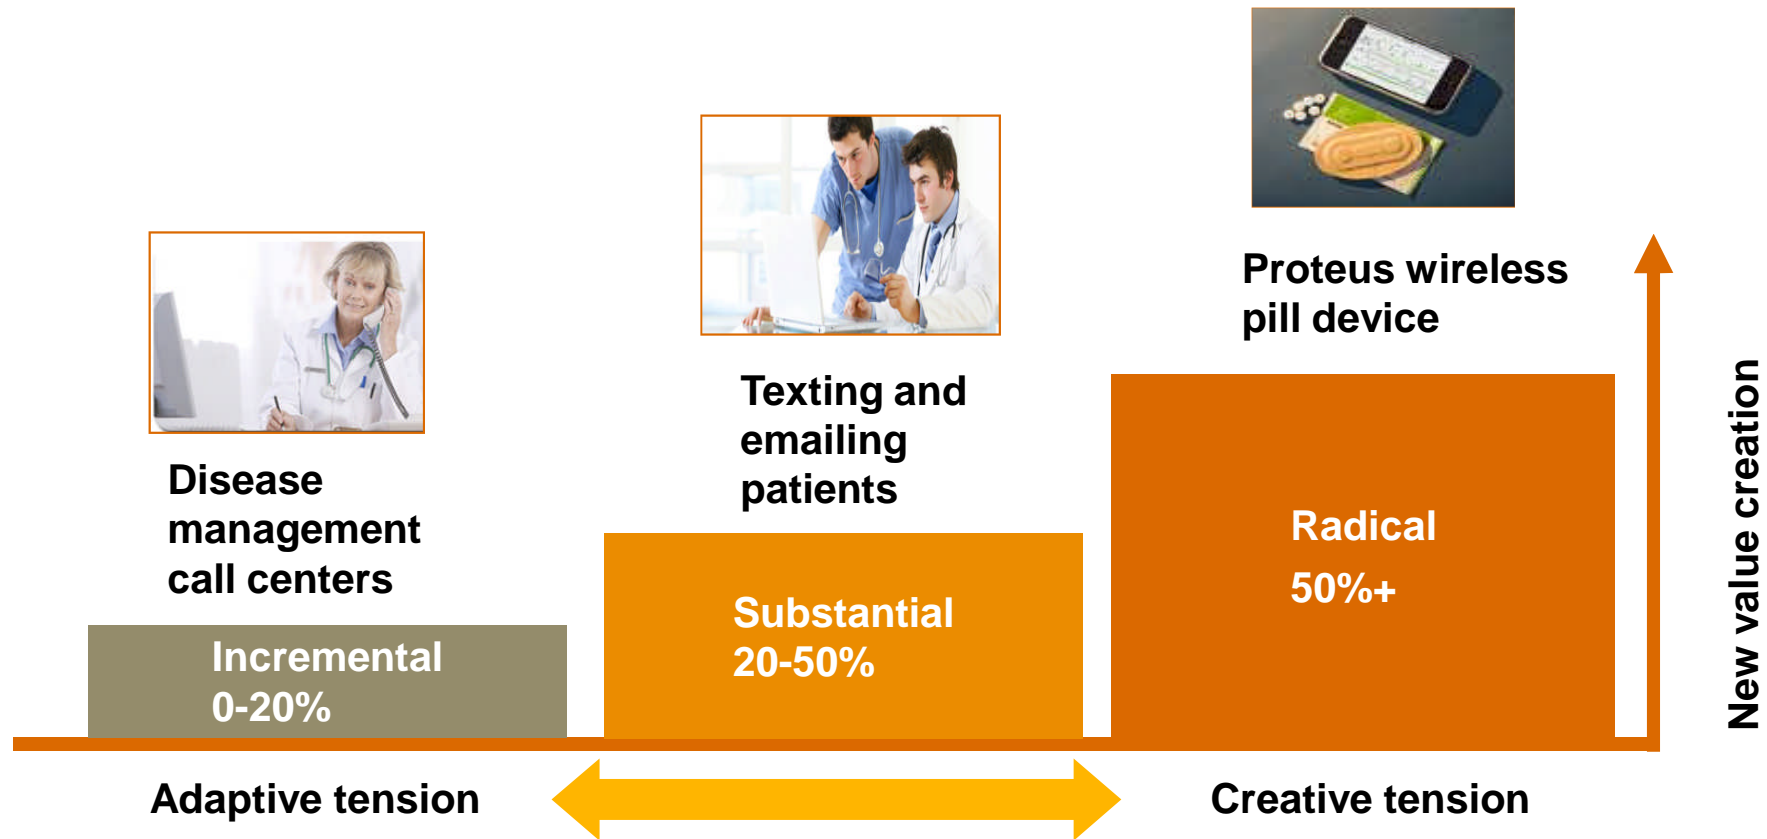 Proteus wireless
pill device
Texting and
emailing
patients
Disease
management
call centers
Incremental
0-20%
Substantial
20-50%
Radical
50%+
New value creation
Adaptive tension
Creative tension